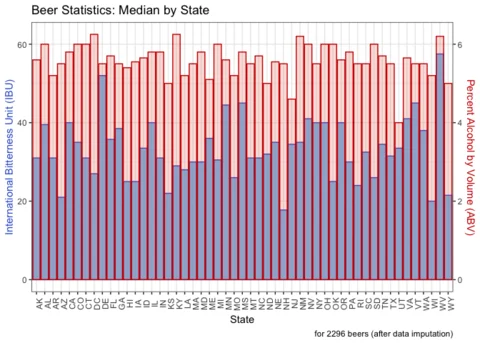 Beer Statistics: Median by State
International Bitterness Unit (IBU)
60
40
20
0
6
4
2
0
Percent Alcohol by Volume (ABV)
AK AL AR AZ CA CO CT DC DE FL GA HI IA ID IL IN KS KY LA MA MD ME MI MN MO MS MT NC ND NE NH NJ NM NV NY OH OK OR PA RI SC SD TN TX UT VA VT WA WI WV WY
State
for 2296 beers (after data imputation)